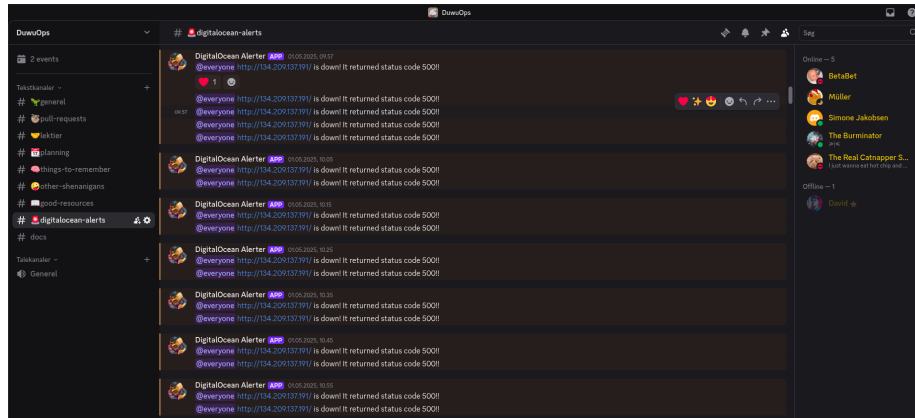 DuwuOps
DuwuOps
2 events
Tekstkanaler
# generel
# pull-requests
# lektier
# planning
# things-to-remember
# other-shenanigans
# good-resources
# digitalocean-alerts
# docs
Talekanaler
Generel
# digitalocean-alerts
DigitalOcean Alerter APP 01.05.2025, 09.57
@everyone http://134.209.137.191/ is down! It returned status code 500!!
1
@everyone http://134.209.137.191/ is down! It returned status code 500!!
09.57 @everyone http://134.209.137.191/ is down! It returned status code 500!!
@everyone http://134.209.137.191/ is down! It returned status code 500!!
@everyone http://134.209.137.191/ is down! It returned status code 500!!
DigitalOcean Alerter APP 01.05.2025, 10.05
@everyone http://134.209.137.191/ is down! It returned status code 500!!
@everyone http://134.209.137.191/ is down! It returned status code 500!!
DigitalOcean Alerter APP 01.05.2025, 10.15
@everyone http://134.209.137.191/ is down! It returned status code 500!!
@everyone http://134.209.137.191/ is down! It returned status code 500!!
DigitalOcean Alerter APP 01.05.2025, 10.25
@everyone http://134.209.137.191/ is down! It returned status code 500!!
@everyone http://134.209.137.191/ is down! It returned status code 500!!
DigitalOcean Alerter APP 01.05.2025, 10.35
@everyone http://134.209.137.191/ is down! It returned status code 500!!
@everyone http://134.209.137.191/ is down! It returned status code 500!!
DigitalOcean Alerter APP 01.05.2025, 10.45
@everyone http://134.209.137.191/ is down! It returned status code 500!!
@everyone http://134.209.137.191/ is down! It returned status code 500!!
DigitalOcean Alerter APP 01.05.2025, 10.55
@everyone http://134.209.137.191/ is down! It returned status code 500!!
@everyone http://134.209.137.191/ is down! It returned status code 500!!
Søg
Online — 5
BetaBet
Müller
Simone Jakobsen
The Burminator
The Real Catnapper S...
I just wanna eat hot chip and ...
Offline — 1
David